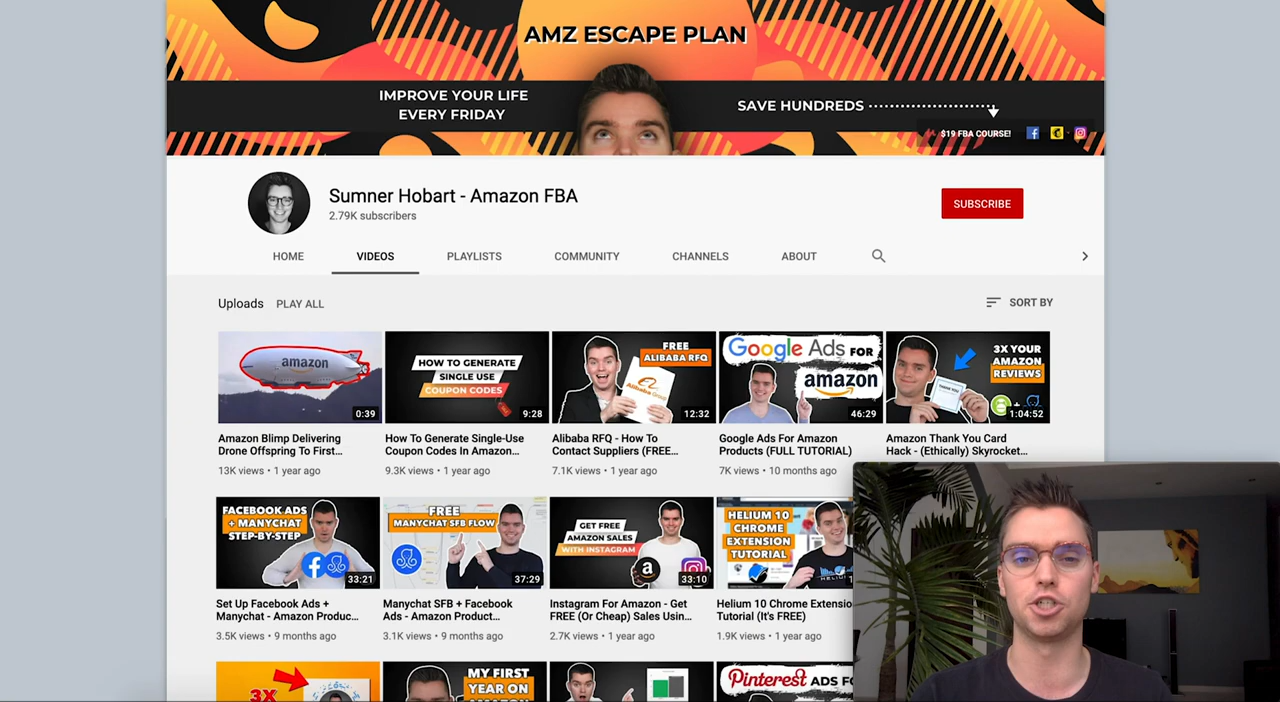 AMZ ESCAPE PLAN
IMPROVE YOUR LIFE
EVERY FRIDAY
SAVE HUNDREDS
$19 FBA COURSE!
Sumner Hobart - Amazon FBA
2.79K subscribers
SUBSCRIBE
HOME VIDEOS PLAYLISTS COMMUNITY CHANNELS ABOUT
Uploads PLAY ALL
SORT BY
amazon
0:39
HOW TO GENERATE
SINGLE USE
COUPON CODES
9:28
FREE
ALIBABA RFQ
12:32
Google Ads FOR
amazon
46:29
3X YOUR
AMAZON
REVIEWS
THANK YOU
1:04:52
Amazon Blimp Delivering
Drone Offspring To First...
13K views • 1 year ago
How To Generate Single-Use
Coupon Codes In Amazon...
9.3K views • 1 year ago
Alibaba RFQ - How To
Contact Suppliers (FREE...
7.1K views • 1 year ago
Google Ads For Amazon
Products (FULL TUTORIAL)
7K views • 10 months ago
Amazon Thank You Card
Hack - (Ethically) Skyrocket...
FACEBOOK ADS
+ MANYCHAT
STEP-BY-STEP
33:21
FREE
MANYCHAT SFB FLOW
37:29
GET FREE
AMAZON SALES
WITH INSTAGRAM
33:10
HELIUM 10
CHROME
EXTENSION
TUTORIAL
Set Up Facebook Ads +
Manychat - Amazon Produc...
3.5K views • 9 months ago
Manychat SFB + Facebook
Ads - Amazon Product...
3.1K views • 9 months ago
Instagram For Amazon - Get
FREE (Or Cheap) Sales Usin...
2.7K views • 1 year ago
Helium 10 Chrome Extensio
Tutorial (It's FREE)
1.9K views • 1 year ago
3X
MY FIRST
YEAR ON
Pinterest ADS FO